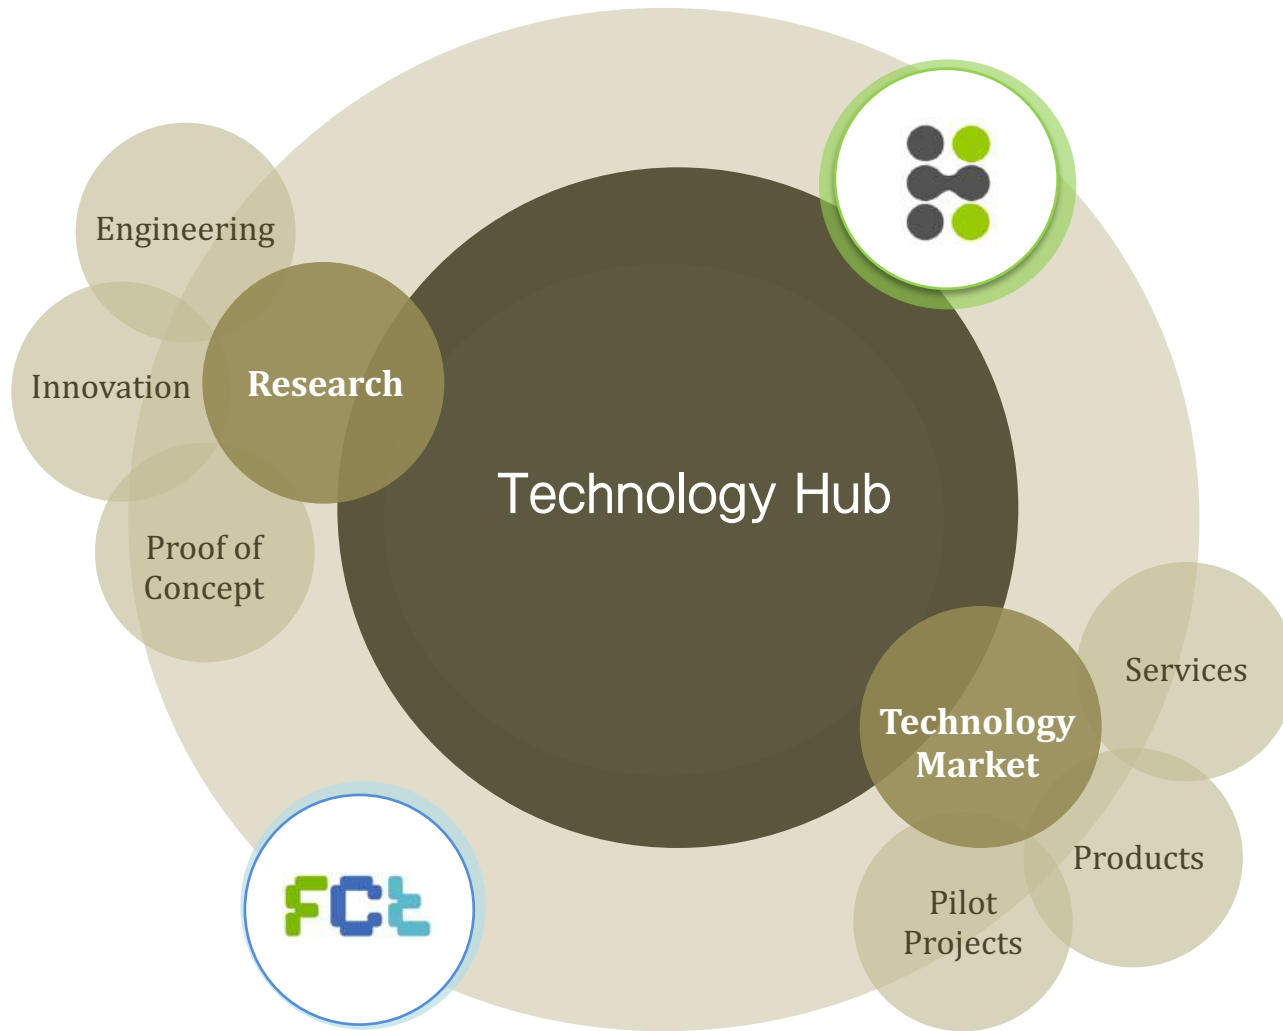 Engineering
Innovation
Research
Proof of
Concept
Technology Hub
Services
Technology
Market
Products
Pilot
Projects
FCt